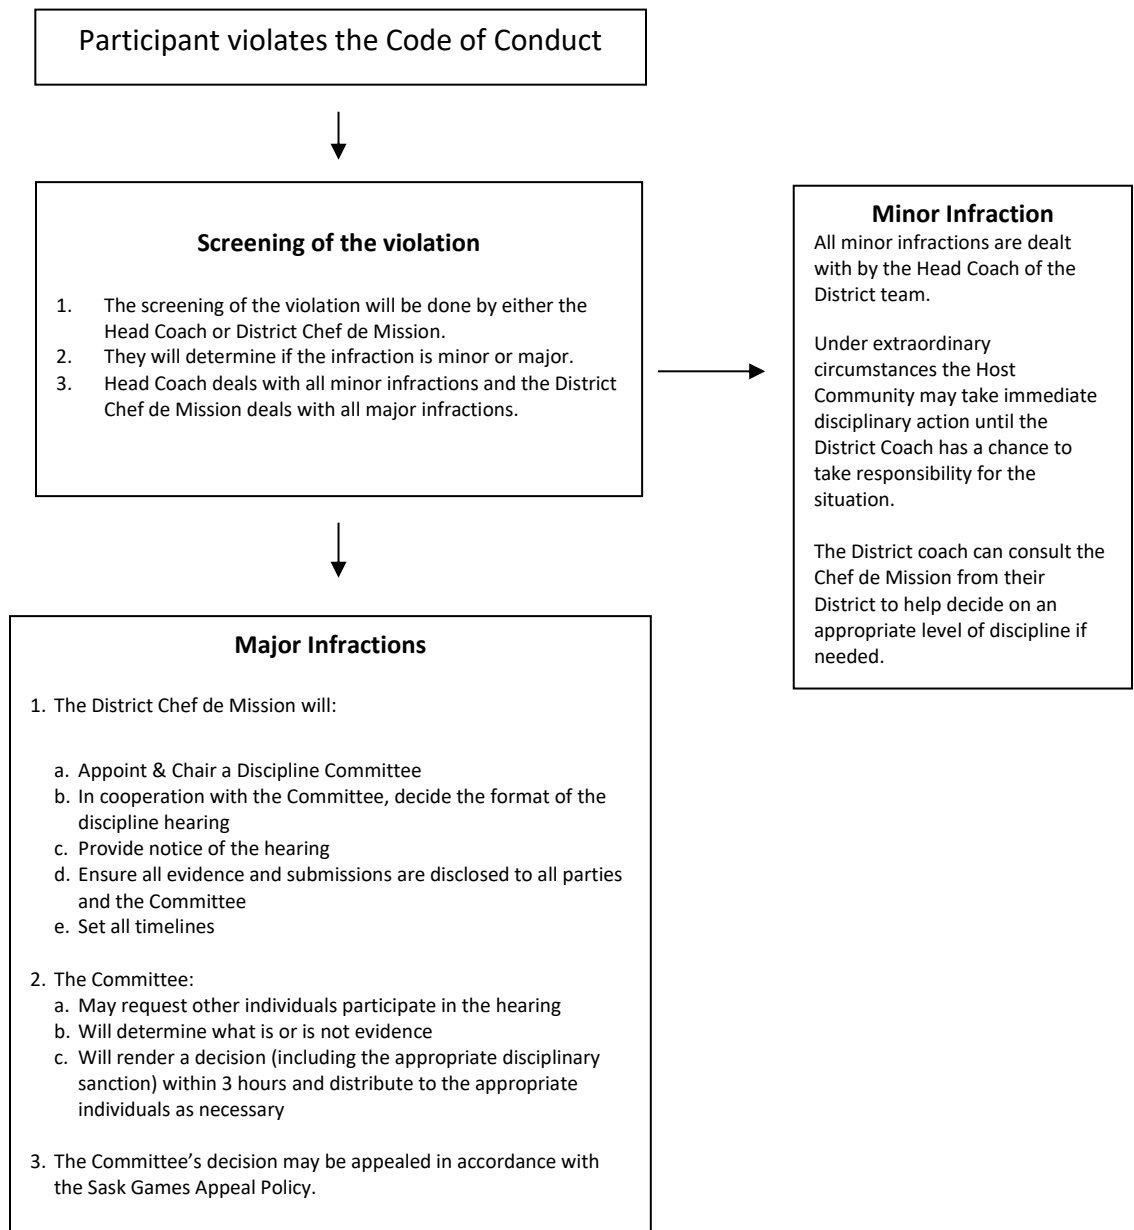 Participant violates the Code of Conduct
Screening of the violation
1. The screening of the violation will be done by either the
Head Coach or District Chef de Mission.
2. They will determine if the infraction is minor or major.
3. Head Coach deals with all minor infractions and the District
Chef de Mission deals with all major infractions.
Minor Infraction
All minor infractions are dealt
with by the Head Coach of the
District team.
Under extraordinary
circumstances the Host
Community may take immediate
disciplinary action until the
District Coach has a chance to
take responsibility for the
situation.
The District coach can consult the
Chef de Mission from their
District to help decide on an
appropriate level of discipline if
needed.
Major Infractions
1. The District Chef de Mission will:
a. Appoint & Chair a Discipline Committee
b. In cooperation with the Committee, decide the format of the
discipline hearing
c. Provide notice of the hearing
d. Ensure all evidence and submissions are disclosed to all parties
and the Committee
e. Set all timelines
2. The Committee:
a. May request other individuals participate in the hearing
b. Will determine what is or is not evidence
c. Will render a decision (including the appropriate disciplinary
sanction) within 3 hours and distribute to the appropriate
individuals as necessary
3. The Committee’s decision may be appealed in accordance with
the Sask Games Appeal Policy.